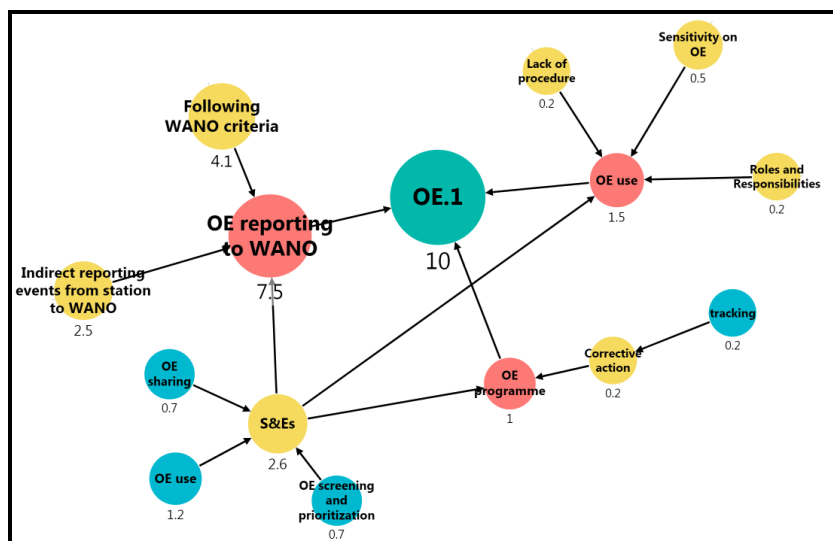 Sensitivity on
OE
0.5
Lack of
procedure
0.2
Following
WANO criteria
4.1
OE use
1.5
Roles and
Responsibilities
0.2
OE.1
10
OE reporting
to WANO
7.5
Indirect reporting
events from station
to WANO
2.5
tracking
0.2
OE
sharing
0.7
Corrective
action
0.2
OE
programme
1
S&Es
2.6
OE use
1.2
OE screening
and
prioritization
0.7